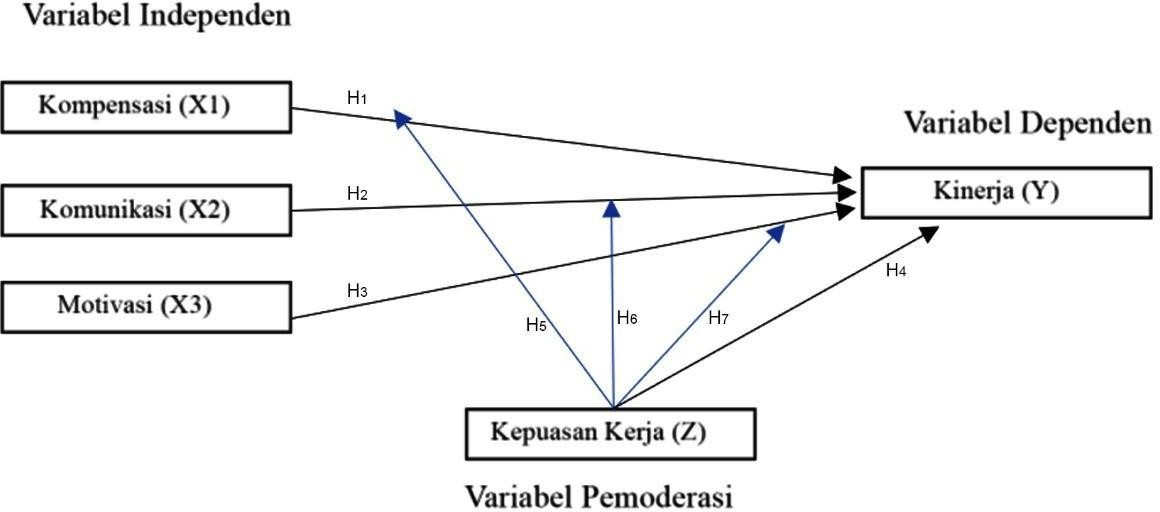 Variabel Independen
Kompensasi (X1)
H1
Variabel Dependen
Kinerja (Y)
Komunikasi (X2)
H2
Motivasi (X3)
H3
H4
H5
H6
H7
Kepuasan Kerja (Z)
Variabel Pemoderasi